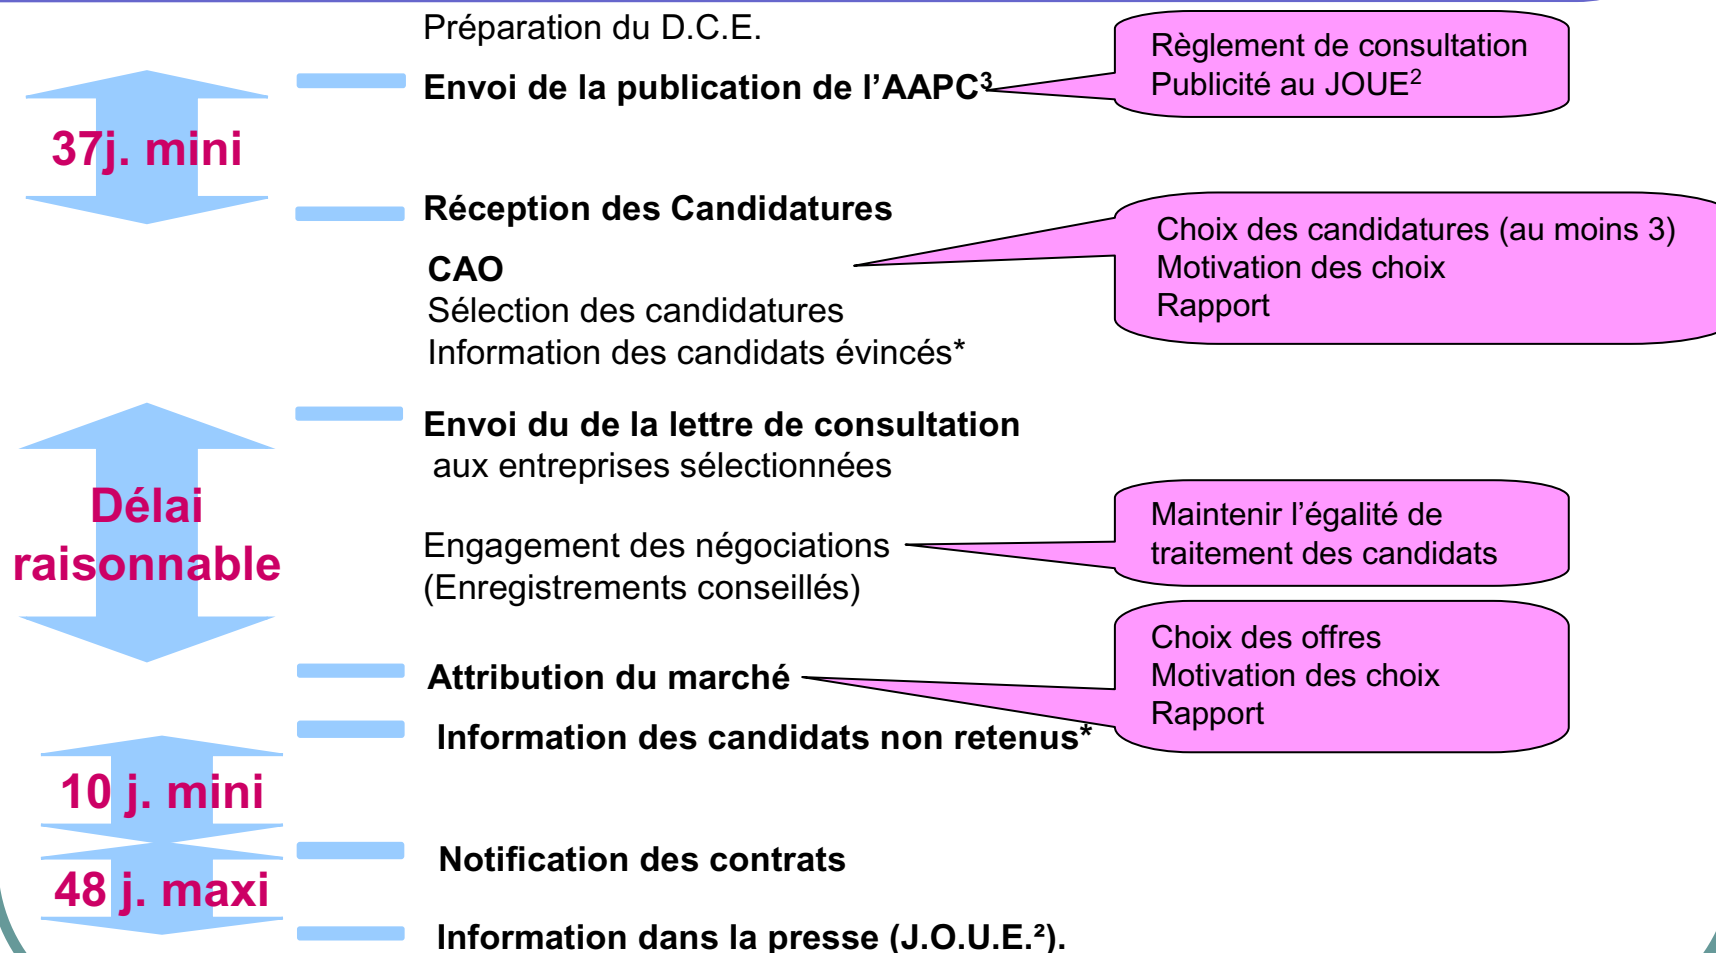 Préparation du D.C.E.
Règlement de consultation
Publicité au JOUE²
Envoi de la publication de l’AAPC³
37j. mini
Réception des Candidatures
Choix des candidatures (au moins 3)
Motivation des choix
Rapport
CAO
Sélection des candidatures
Information des candidats évincés*
Envoi du de la lettre de consultation
aux entreprises sélectionnées
Délai
raisonnable
Maintenir l’égalité de
traitement des candidats
Engagement des négociations
(Enregistrements conseillés)
Choix des offres
Motivation des choix
Rapport
Attribution du marché
Information des candidats non retenus*
10 j. mini
Notification des contrats
48 j. maxi
Information dans la presse (J.O.U.E.²).